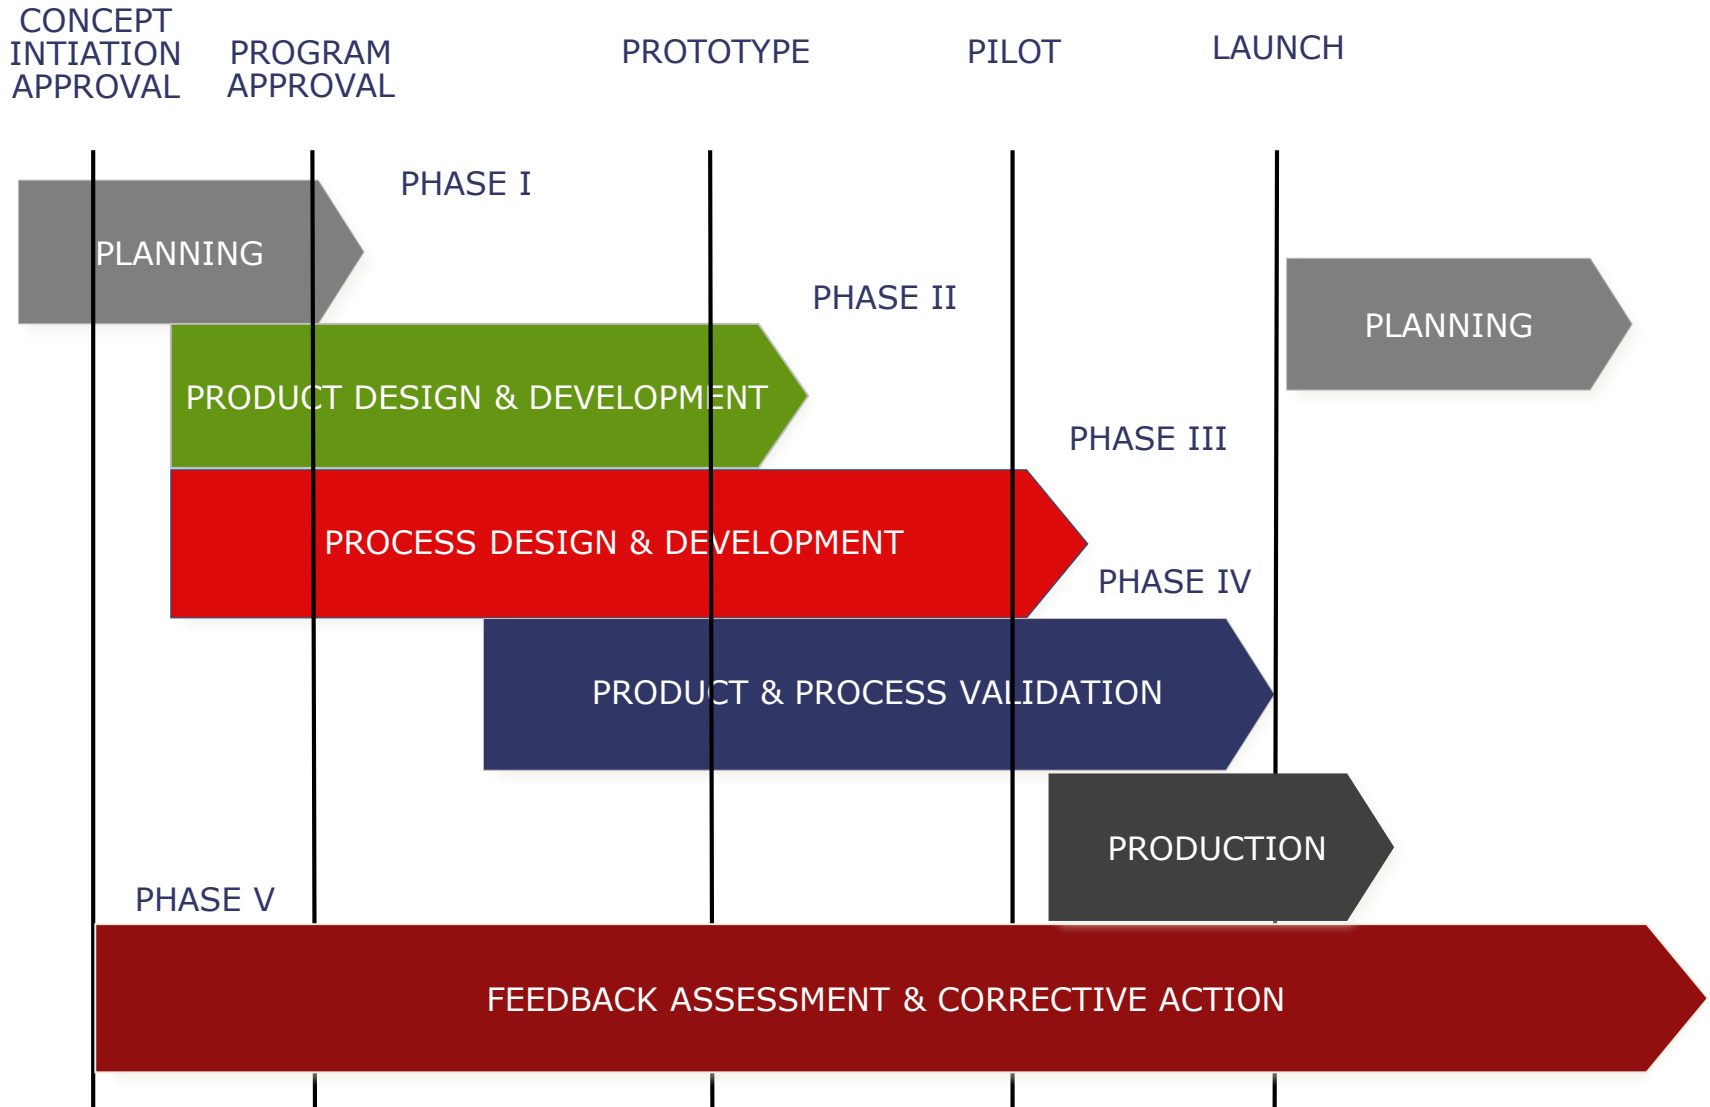 CONCEPT
INTIATION
APPROVAL
PROGRAM
APPROVAL
PROTOTYPE
PILOT
LAUNCH
PHASE I
PLANNING
PHASE II
PLANNING
PRODUCT DESIGN & DEVELOPMENT
PHASE III
PROCESS DESIGN & DEVELOPMENT
PHASE IV
PRODUCT & PROCESS VALIDATION
PRODUCTION
PHASE V
FEEDBACK ASSESSMENT & CORRECTIVE ACTION